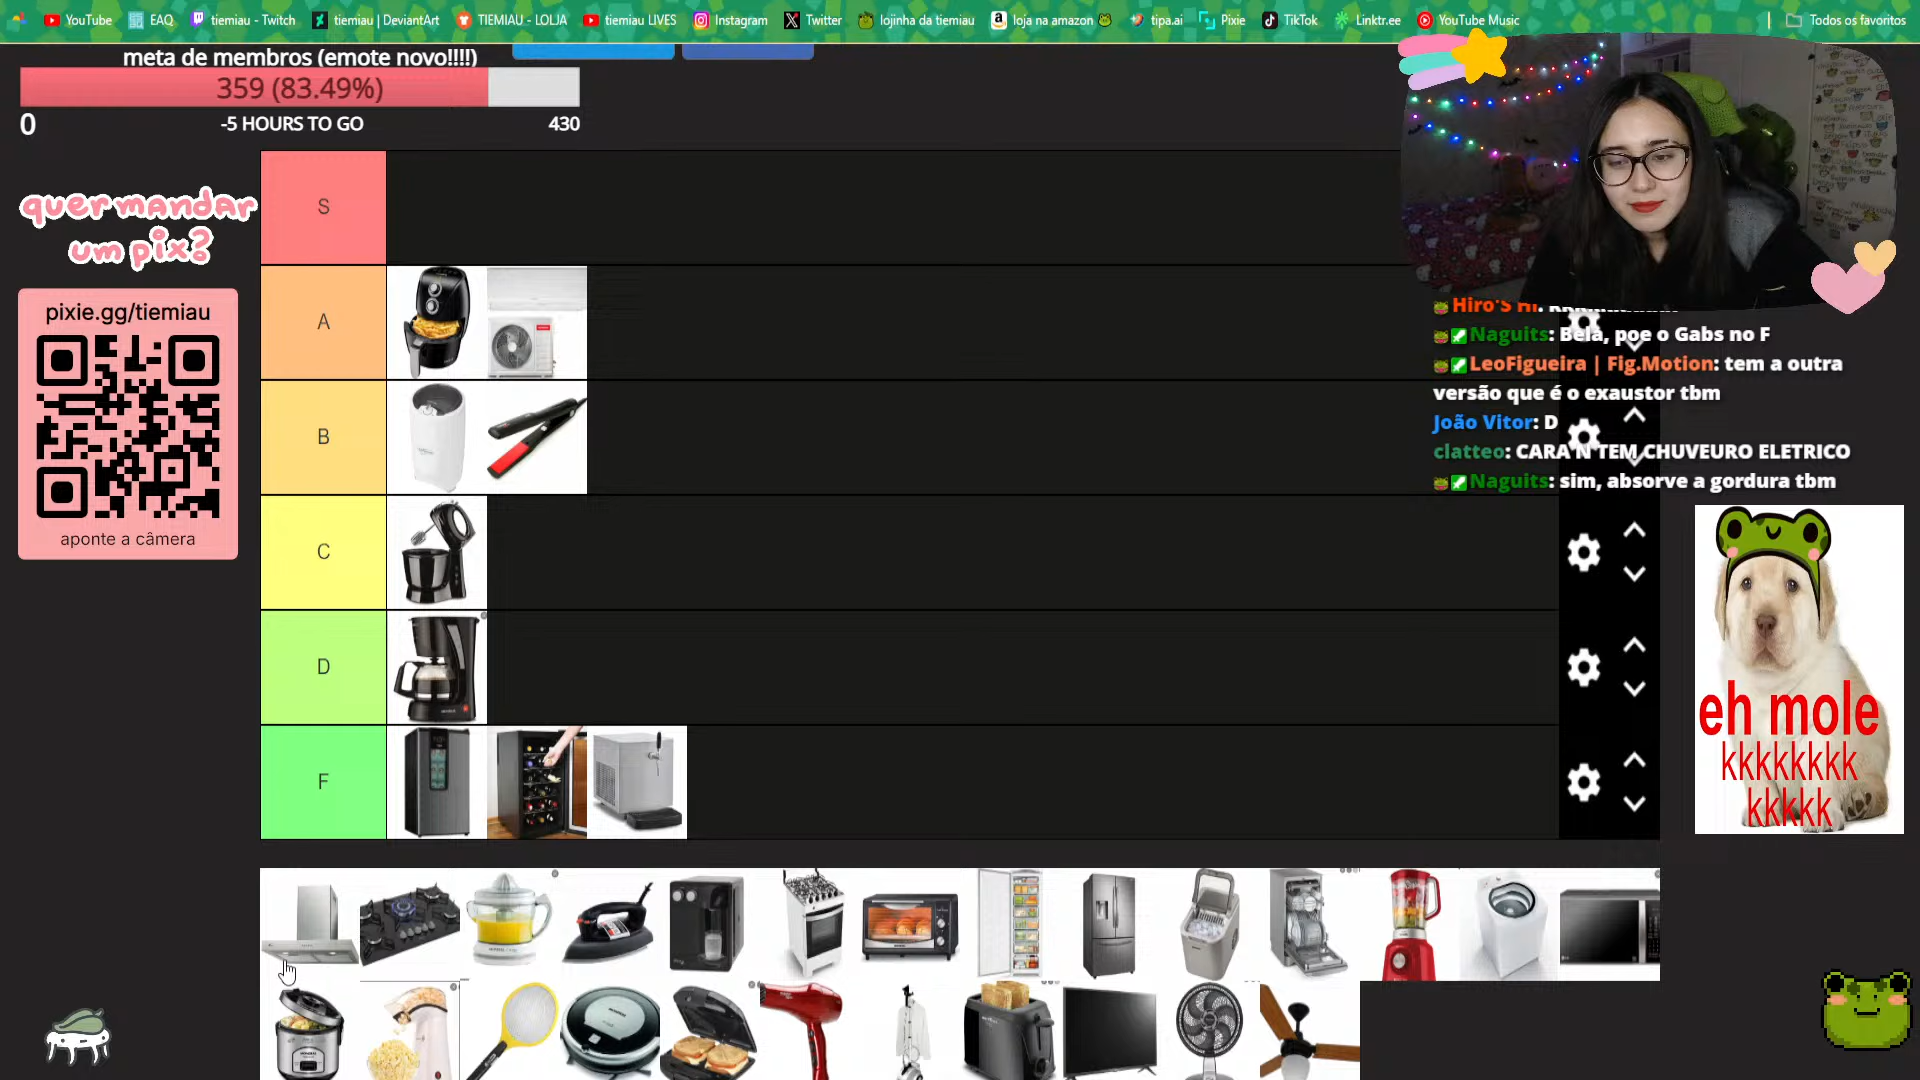 YouTube EAQ tiemiau - Twitch tiemiau | DeviantArt TIEMIAU - LOLJA tiemiau LIVES Instagram Twitter lojinha da tiemiau loja na amazon tipa.ai Pixie TikTok Linktr.ee YouTube Music Todos os favoritos
meta de membros (emote novo!!!!)
359 (83.49%)
0 -5 HOURS TO GO 430
quer mandar
um pix?
pixie.gg/tiemiau
aponte a câmera
S
A
B
C
D
F
Hiro'S
Naguits: Bela, poe o Gabs no F
LeoFigueira | Fig.Motion: tem a outra
versão que é o exaustor tbm
João Vitor: D
clatteo: CARA N TEM CHUVEURO ELETRICO
Naguits: sim, absorve a gordura tbm
eh mole
kkkkkkkk
kkkkk